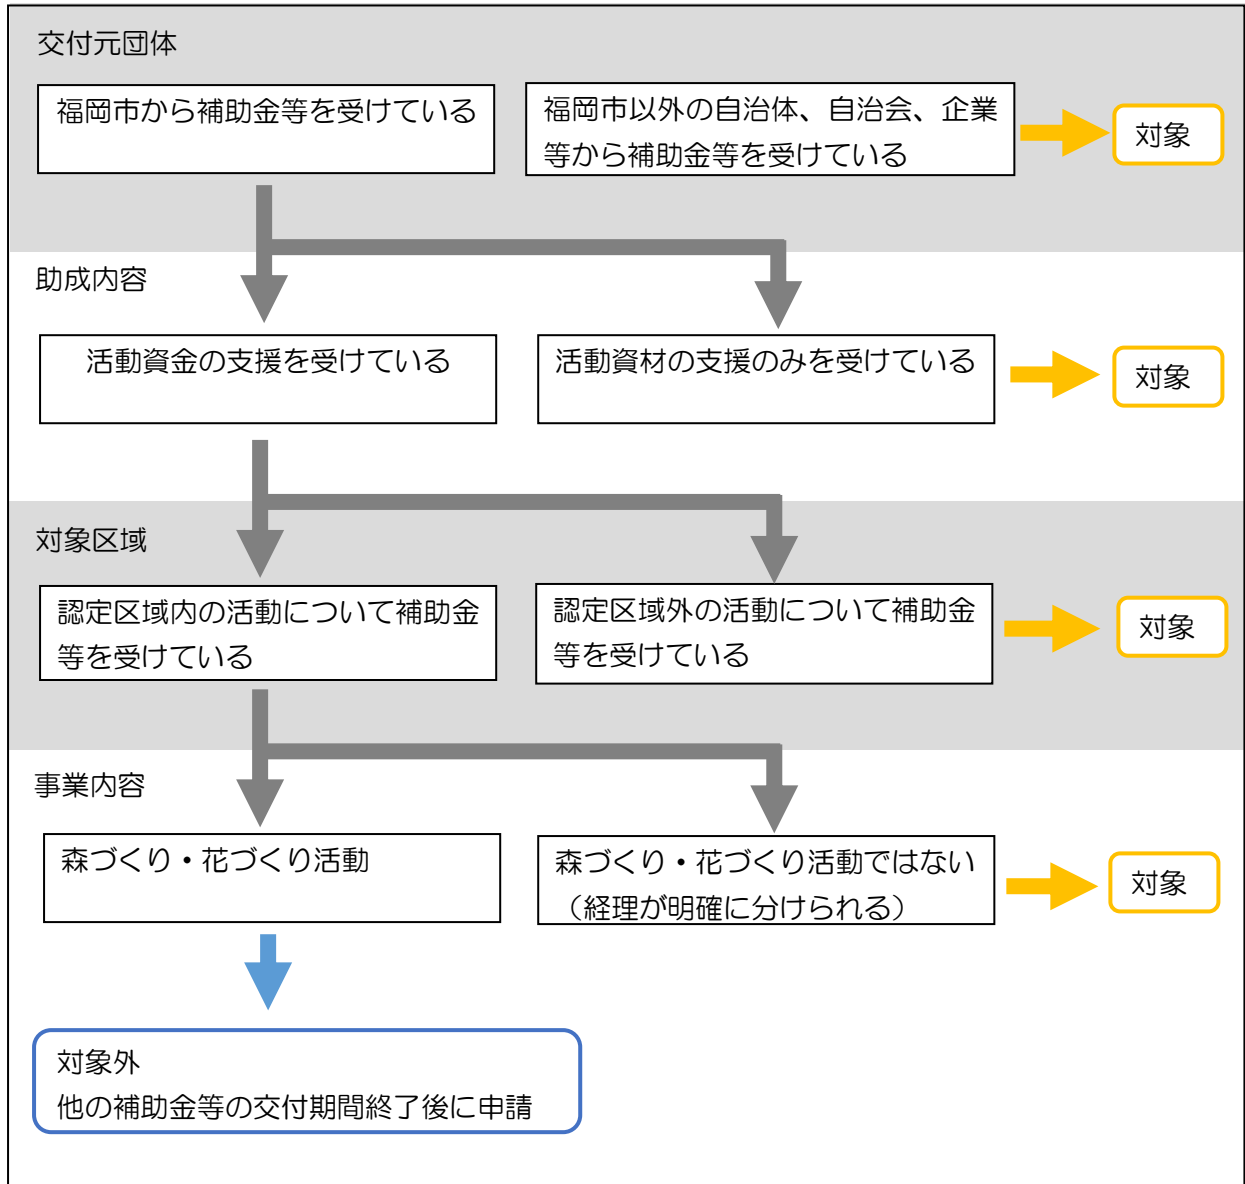 交付元団体
福岡市から補助金等を受けている
福岡市以外の自治体、自治会、企業
等から補助金等を受けている
対象
助成内容
活動資金の支援を受けている
活動資材の支援のみを受けている
対象
対象区域
認定区域内の活動について補助金
等を受けている
認定区域外の活動について補助金
等を受けている
対象
事業内容
森づくり・花づくり活動
森づくり・花づくり活動ではない
（経理が明確に分けられる）
対象
対象外
他の補助金等の交付期間終了後に申請